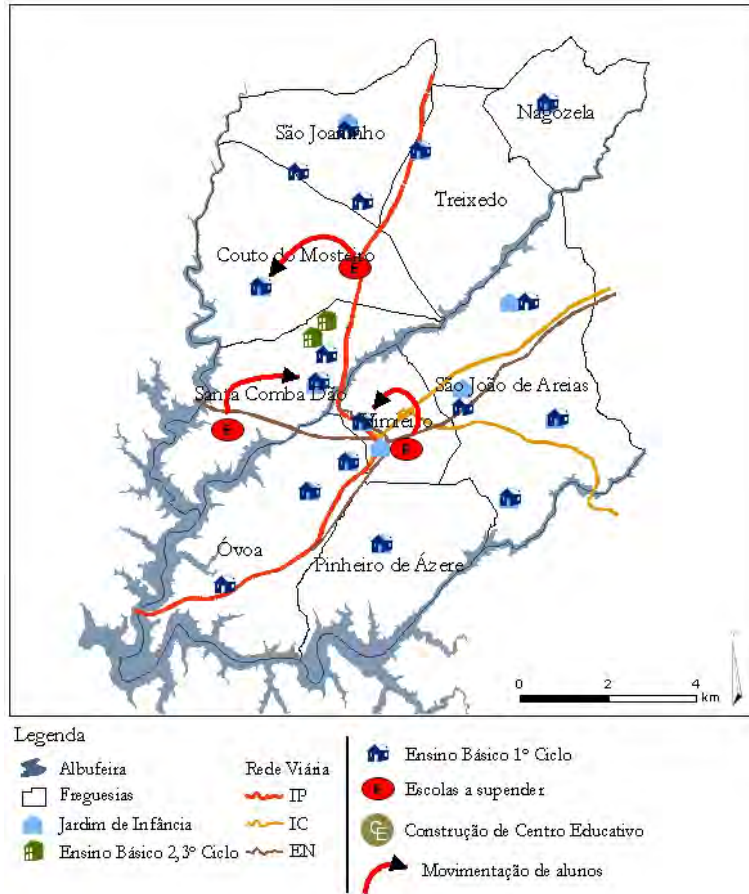 Nagozela
São Joaninho
Treixedo
Couto do Mosteiro
São João de Areias
Santa Comba Dão
Vimieiro
Óvoa
Pinheiro de Ázere
0 2 4
km
Legenda
Albufeira
Freguesias
Jardim de Infância
Ensino Básico 2,3º Ciclo
Rede Viária
IP
IC
EN
Ensino Básico 1º Ciclo
E Escolas a supender
CE Construção de Centro Educativo
Movimentação de alunos
E
E
E